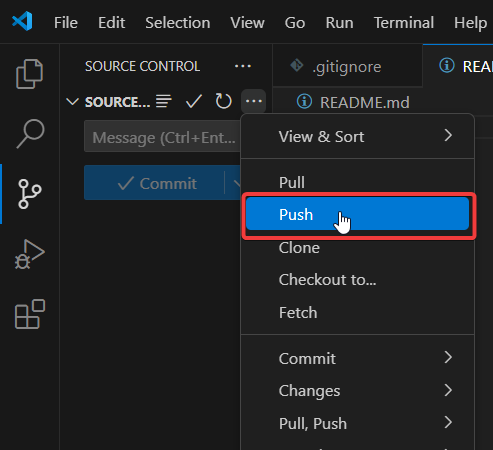 File Edit Selection View Go Run Terminal Help
SOURCE CONTROL
.gitignore
SOURCE...
README.md
Message (Ctrl+Ent...
View & Sort
Commit
Pull
Push
Clone
Checkout to...
Fetch
Commit
Changes
Pull, Push